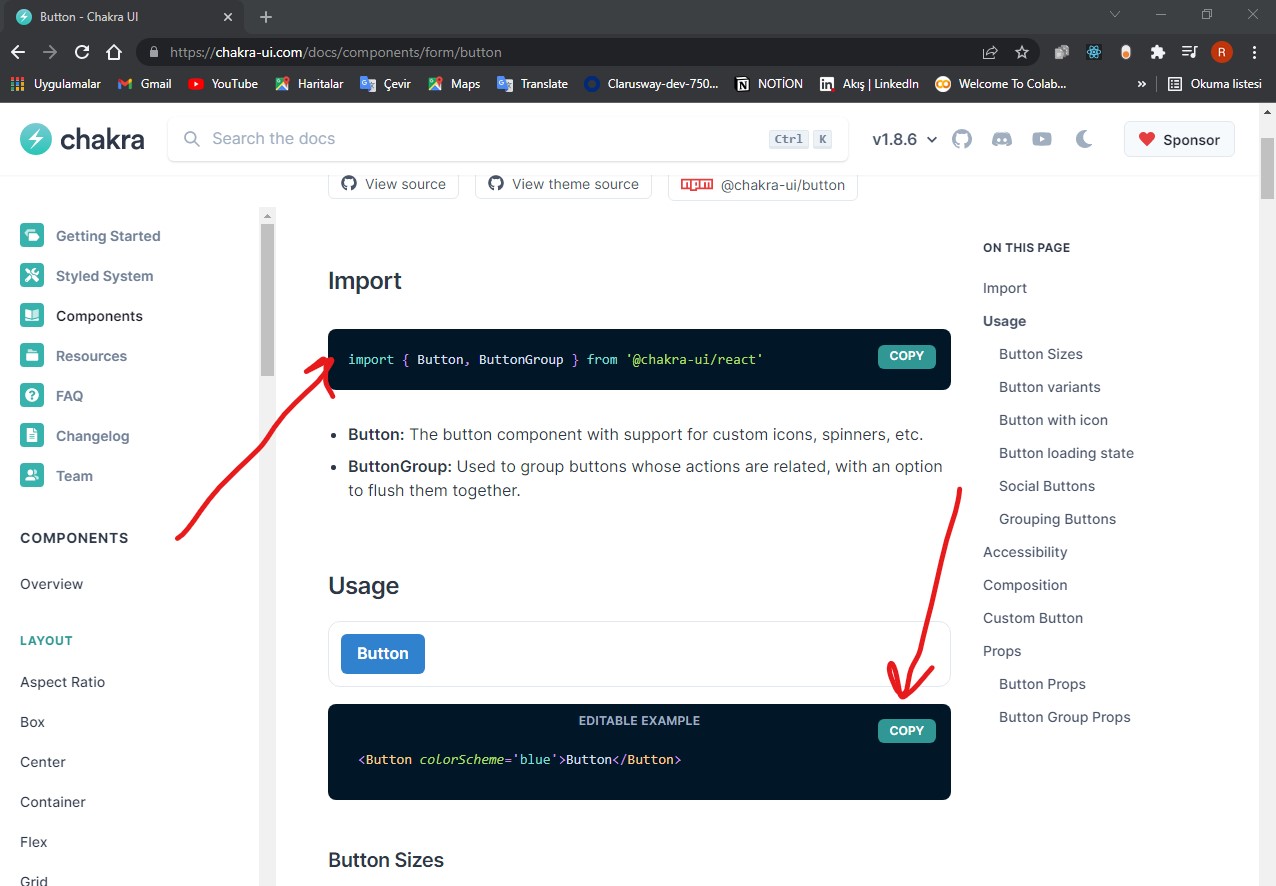 Button - Chakra UI
https://chakra-ui.com/docs/components/form/button
R
Uygulamalar
Gmail
YouTube
Haritalar
Çevir
Maps
Translate
Clarusway-dev-750...
NOTİON
Akış | LinkedIn
Welcome To Colab...
»
Okuma listesi
chakra
Search the docs
Ctrl K
v1.8.6
Sponsor
View source
View theme source
npm @chakra-ui/button
Getting Started
Styled System
Components
Resources
FAQ
Changelog
Team
COMPONENTS
Overview
LAYOUT
Aspect Ratio
Box
Center
Container
Flex
Grid
Import
import { Button, ButtonGroup } from '@chakra-ui/react'
COPY
• Button: The button component with support for custom icons, spinners, etc.
• ButtonGroup: Used to group buttons whose actions are related, with an option
to flush them together.
Usage
Button
EDITABLE EXAMPLE
COPY
<Button colorScheme='blue'>Button</Button>
Button Sizes
ON THIS PAGE
Import
Usage
Button Sizes
Button variants
Button with icon
Button loading state
Social Buttons
Grouping Buttons
Accessibility
Composition
Custom Button
Props
Button Props
Button Group Props